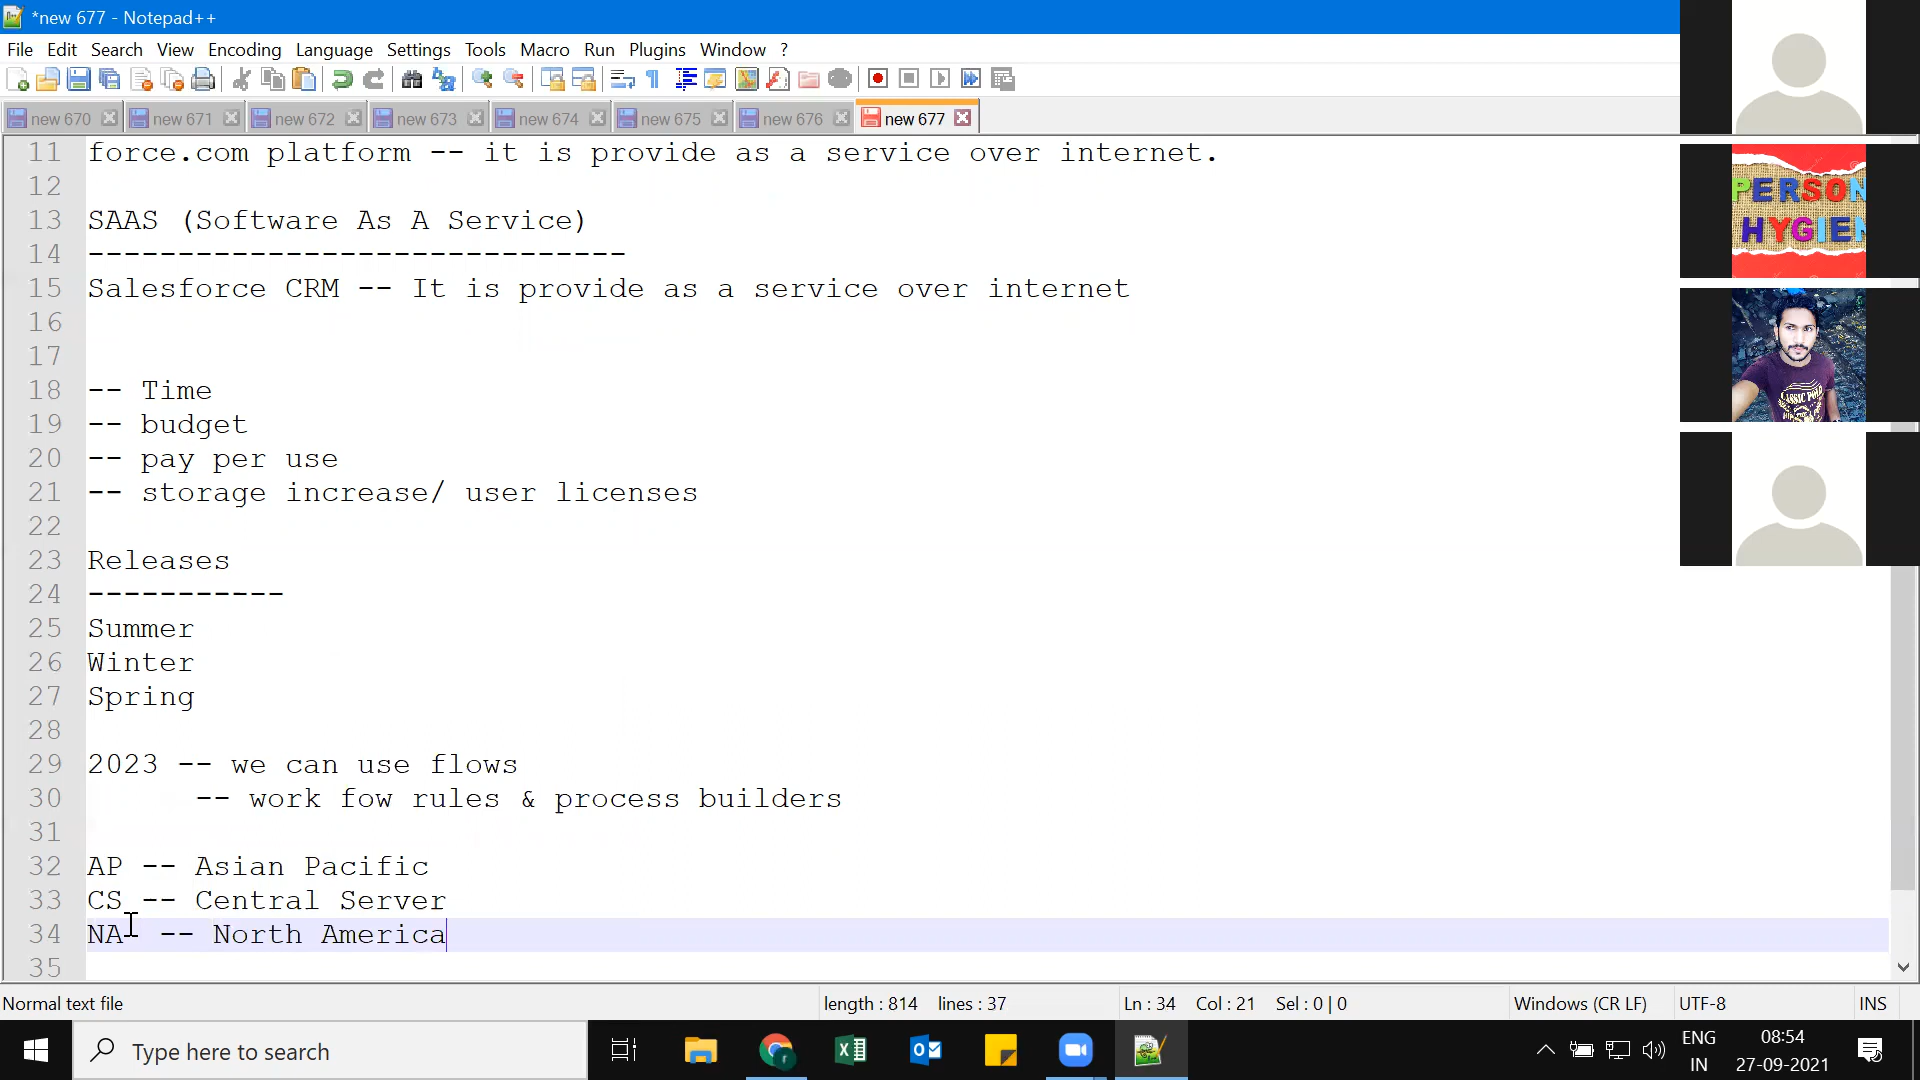 *new 677 - Notepad++
File Edit Search View Encoding Language Settings Tools Macro Run Plugins Window ?
new 670 new 671 new 672 new 673 new 674 new 675 new 676 new 677
11 force.com platform -- it is provide as a service over internet.
12
13 SAAS (Software As A Service)
14 ------------------------------
15 Salesforce CRM -- It is provide as a service over internet
16
17
18 -- Time
19 -- budget
20 -- pay per use
21 -- storage increase/ user licenses
22
23 Releases
24 -----------
25 Summer
26 Winter
27 Spring
28
29 2023 -- we can use flows
30 -- work fow rules & process builders
31
32 AP -- Asian Pacific
33 CS -- Central Server
34 NA -- North America
35
PERSON
HYGIEN
CLASSIC POLO
Normal text file length : 814 lines : 37 Ln : 34 Col : 21 Sel : 0 | 0 Windows (CR LF) UTF-8 INS
Type here to search
ENG
IN
08:54
27-09-2021